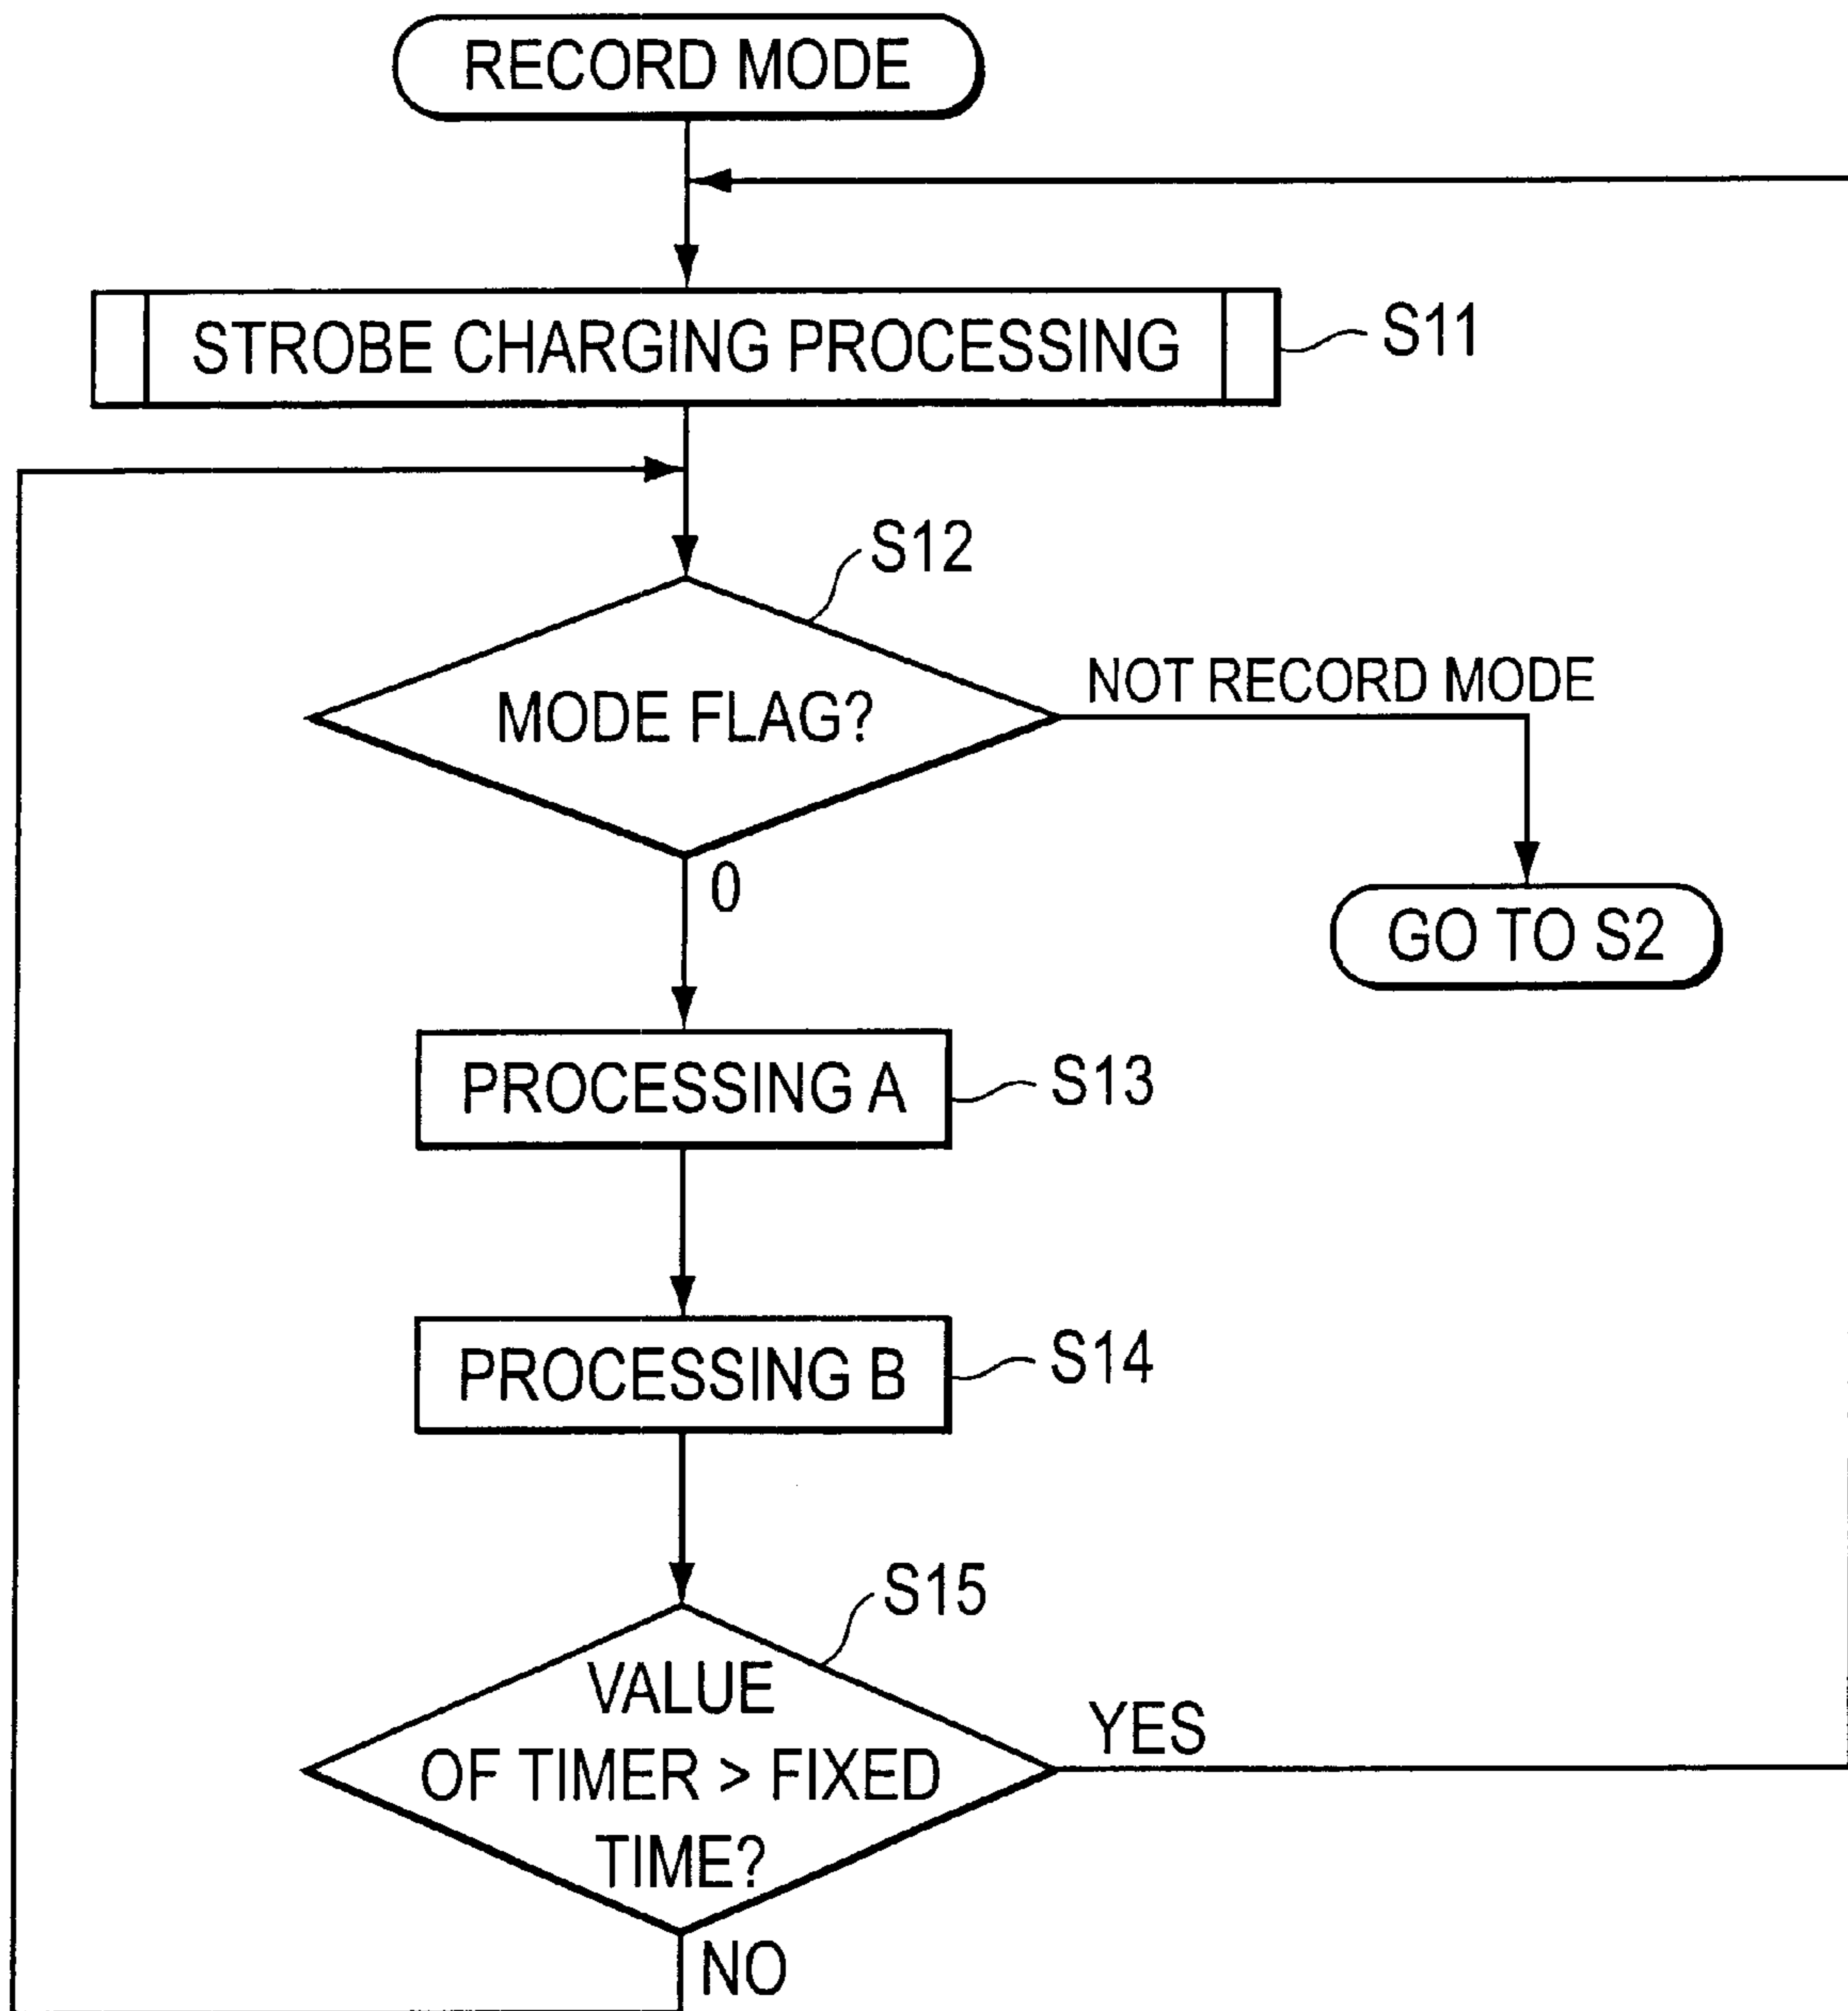 RECORD MODE
STROBE CHARGING PROCESSING
S11
S12
MODE FLAG?
NOT RECORD MODE
0
GO TO S2
PROCESSING A
S13
PROCESSING B
S14
S15
VALUE
OF TIMER > FIXED
TIME?
YES
NO